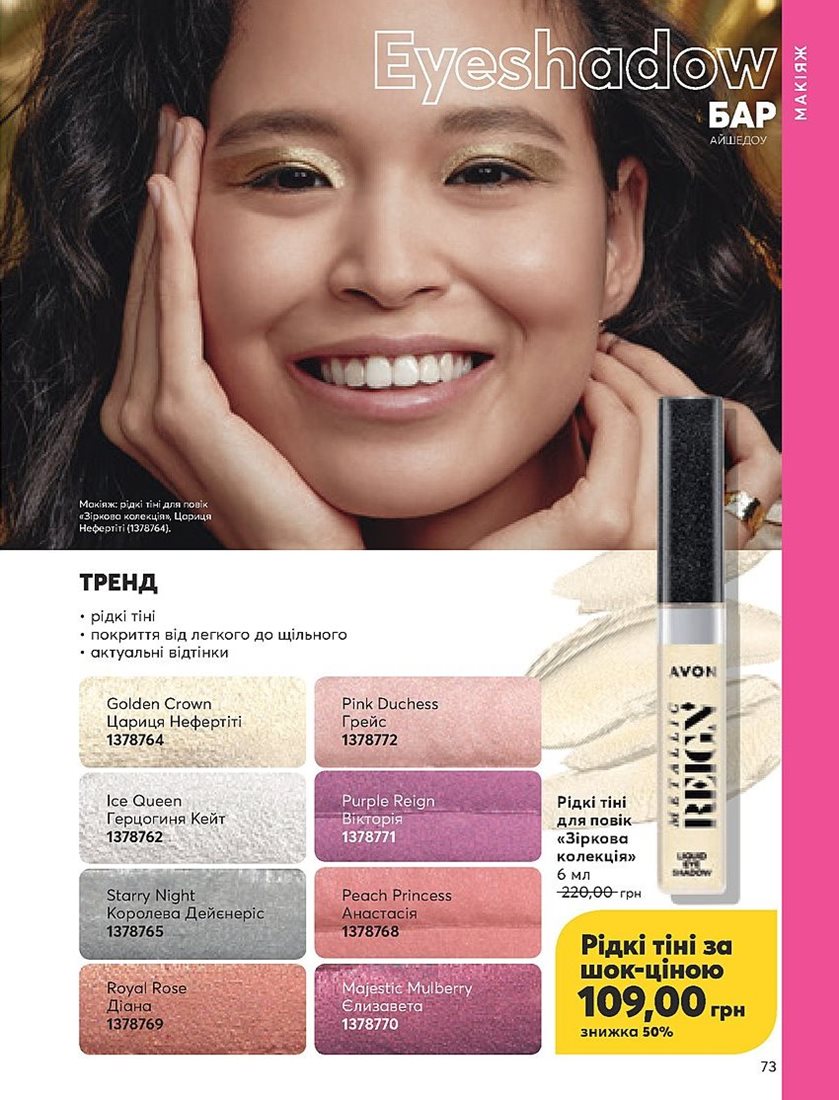 Eyeshadow
БАР
АЙШЕДОУ
МАКІЯЖ
Макіяж: рідкі тіні для повік
«Зіркова колекція», Цариця
Нефертіті (1378764).
ТРЕНД
• рідкі тіні
• покриття від легкого до щільного
• актуальні відтінки
Golden Crown
Цариця Нефертіті
1378764
Pink Duchess
Грейс
1378772
Ice Queen
Герцогиня Кейт
1378762
Purple Reign
Вікторія
1378771
Starry Night
Королева Дейєнеріс
1378765
Peach Princess
Анастасія
1378768
Royal Rose
Діана
1378769
Majestic Mulberry
Єлизавета
1378770
AVON
METALLIC
REIGN
LIQUID
EYE
SHADOW
Рідкі тіні
для повік
«Зіркова
колекція»
6 мл
220,00 грн
Рідкі тіні за
шок-ціною
109,00 грн
знижка 50%
73